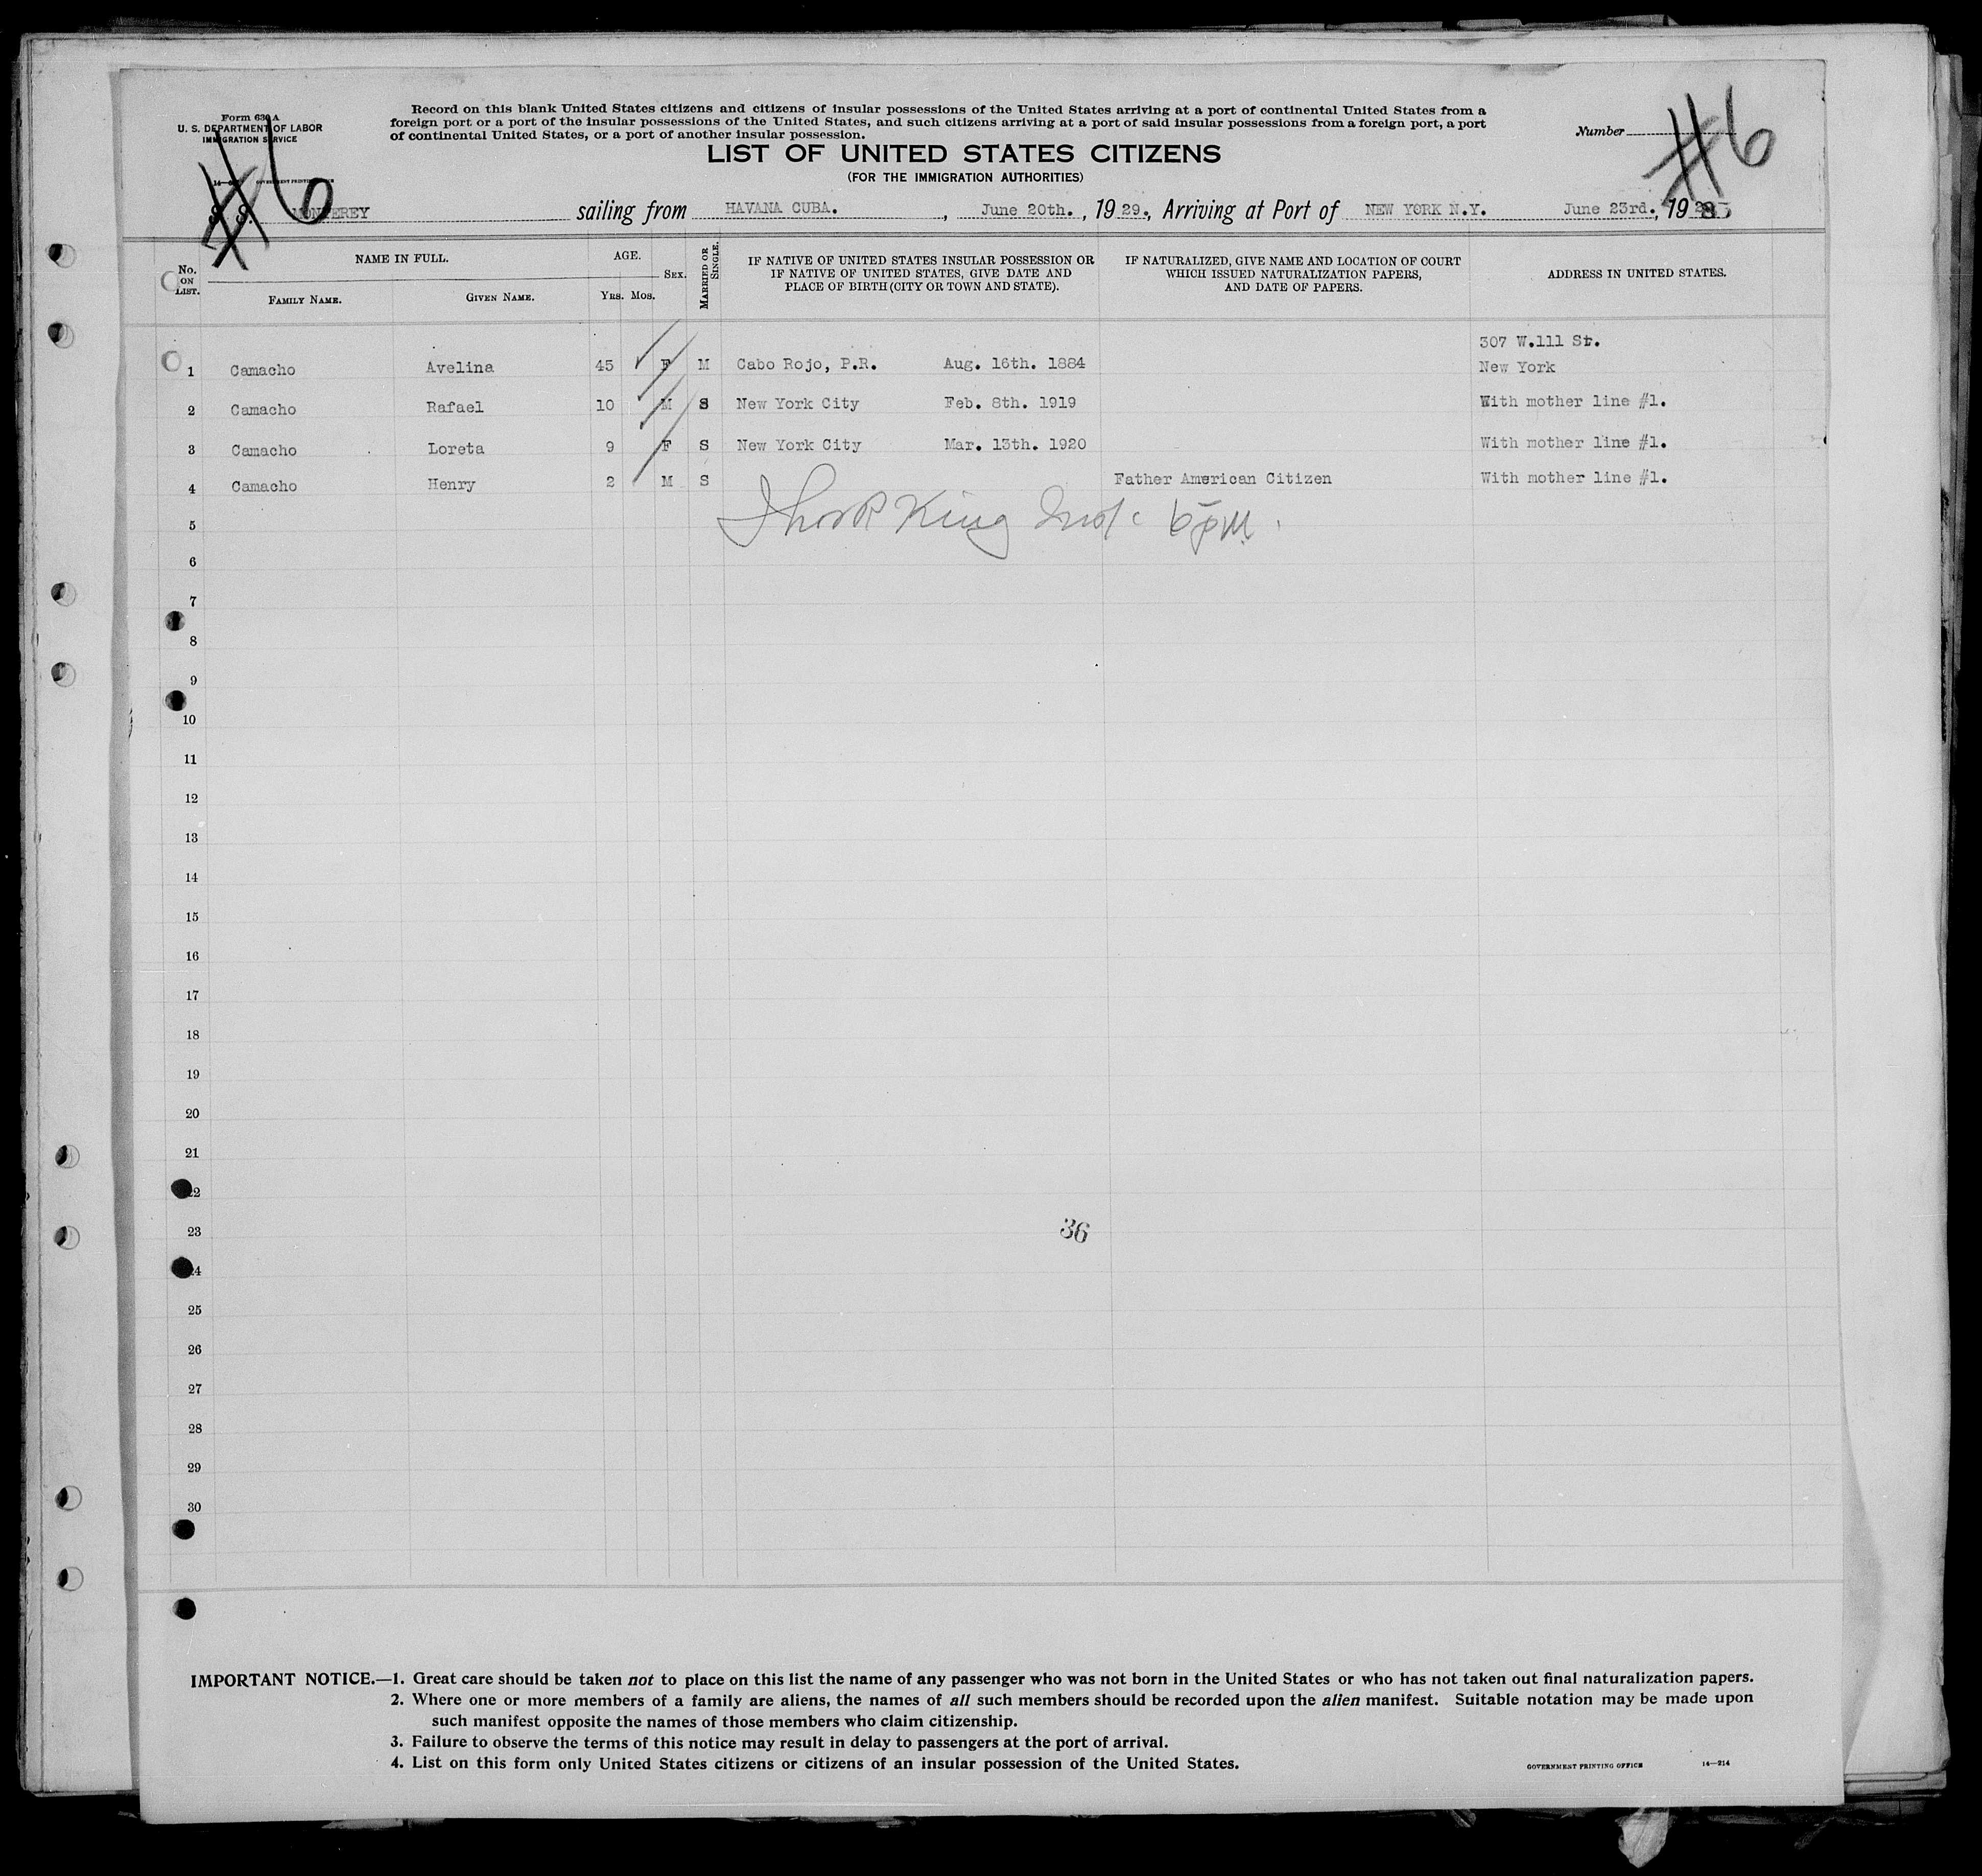 Form 630 A
U. S. DEPARTMENT OF LABOR
IMMIGRATION SERVICE
Record on this blank United States citizens and citizens of insular possessions of the United States arriving at a port of continental United States from a
foreign port or a port of the insular possessions of the United States, and such citizens arriving at a port of said insular possessions from a foreign port, a port
of continental United States, or a port of another insular possession.
Number
#6
#6
LIST OF UNITED STATES CITIZENS
(FOR THE IMMIGRATION AUTHORITIES)
S. S. MONTEREY sailing from HAVANA CUBA. , June 20th. , 19 29., Arriving at Port of NEW YORK N.Y. June 23rd., 19
No. ON LIST.
NAME IN FULL.
FAMILY NAME. GIVEN NAME.
AGE.
YRS. MOS.
SEX.
MARRIED OR SINGLE.
IF NATIVE OF UNITED STATES INSULAR POSSESSION OR
IF NATIVE OF UNITED STATES, GIVE DATE AND
PLACE OF BIRTH (CITY OR TOWN AND STATE).
IF NATURALIZED, GIVE NAME AND LOCATION OF COURT
WHICH ISSUED NATURALIZATION PAPERS,
AND DATE OF PAPERS.
ADDRESS IN UNITED STATES.
307 W.111 St.
1 Camacho Avelina 45 F M Cabo Rojo, P.R. Aug. 16th. 1884 New York
2 Camacho Rafael 10 M S New York City Feb. 8th. 1919 With mother line #1.
3 Camacho Loreta 9 F S New York City Mar. 13th. 1920 With mother line #1.
4 Camacho Henry 2 M S Father American Citizen With mother line #1.
King
5
6
7
8
9
10
11
12
13
14
15
16
17
18
19
20
21
22
23
36
24
25
26
27
28
29
30
IMPORTANT NOTICE.—1. Great care should be taken not to place on this list the name of any passenger who was not born in the United States or who has not taken out final naturalization papers.
2. Where one or more members of a family are aliens, the names of all such members should be recorded upon the alien manifest. Suitable notation may be made upon
such manifest opposite the names of those members who claim citizenship.
3. Failure to observe the terms of this notice may result in delay to passengers at the port of arrival.
4. List on this form only United States citizens or citizens of an insular possession of the United States.
GOVERNMENT PRINTING OFFICE 14—214